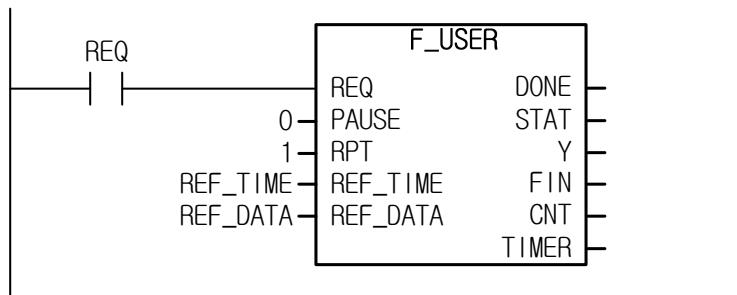 F_USER
REQ
REQ DONE
0 PAUSE STAT
1 RPT Y
REF_TIME REF_TIME FIN
REF_DATA REF_DATA CNT
TIMER